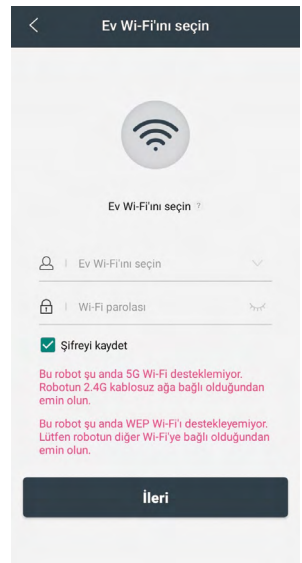 Ev Wi-Fi'ını seçin
Ev Wi-Fi'ını seçin ?
Ev Wi-Fi'ını seçin
Wi-Fi parolası
Şifreyi kaydet
Bu robot şu anda 5G Wi-Fi desteklemiyor.
Robotun 2.4G kablosuz ağa bağlı olduğundan
emin olun.
Bu robot şu anda WEP Wi-Fi'ı destekleyemiyor.
Lütfen robotun diğer Wi-Fi'ye bağlı olduğundan
emin olun.
İleri